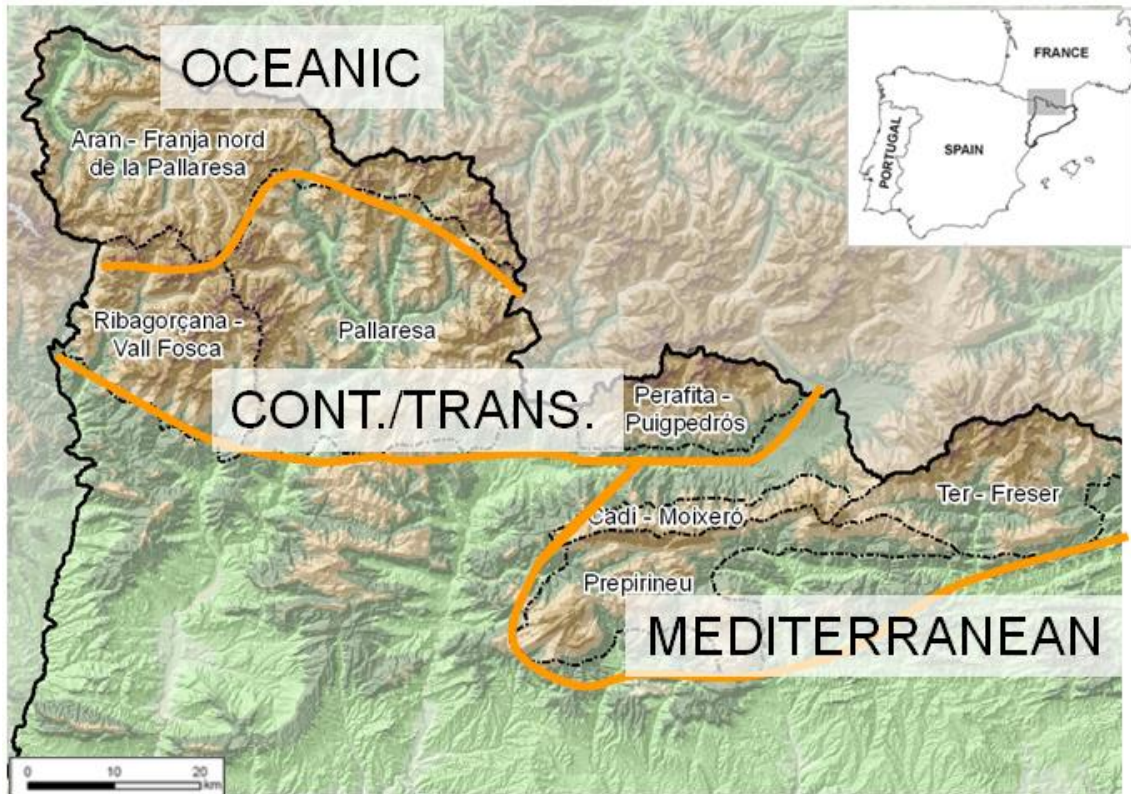 OCEANIC
Aran - Franja nord
de la Pallaresa
FRANCE
PORTUGAL
SPAIN
Ribagorçana -
Vall Fosca
Pallaresa
CONT./TRANS.
Perafita -
Puigpedrós
Cadí - Moixeró
Ter - Freser
Prepirineu
MEDITERRANEAN
0 10 20
km